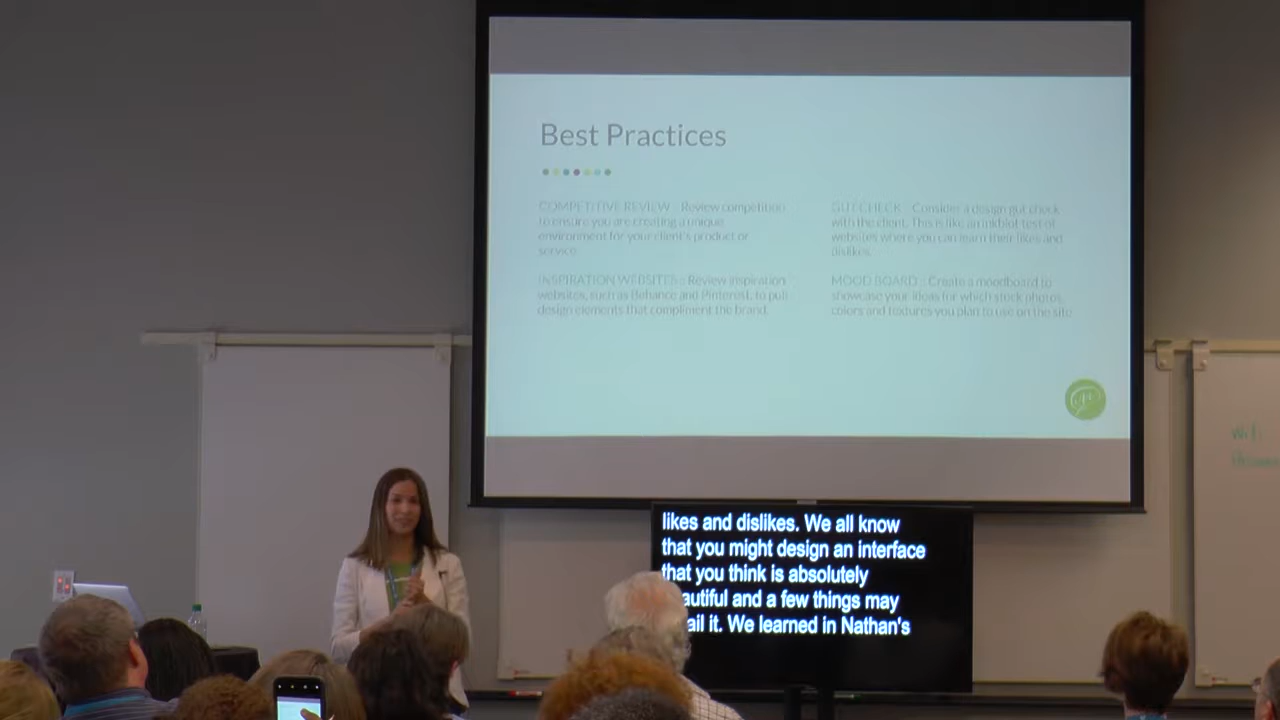 Best Practices
COMPETITIVE REVIEW - Review competition
to ensure you are creating a unique
environment for your client's product or
service.
INSPIRATION WEBSITES - Review inspiration
websites, such as Behance and Pinterest, to pull
design elements that compliment the brand.
GUT CHECK - Consider a design gut check
with the client. This is like an inkblot test of
websites where you can learn their likes and
dislikes.
MOOD BOARD - Create a moodboard to
showcase your ideas for which stock photos,
colors and textures you plan to use on the site
likes and dislikes. We all know
that you might design an interface
that you think is absolutely
autiful and a few things may
ail it. We learned in Nathan's